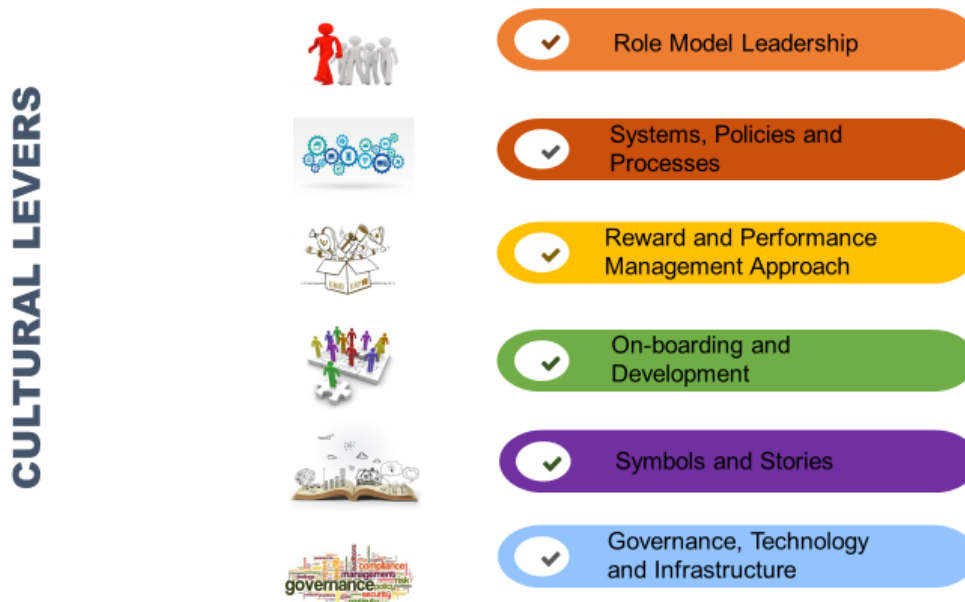 CULTURAL LEVERS
Role Model Leadership
Systems, Policies and
Processes
Reward and Performance
Management Approach
On-boarding and
Development
Symbols and Stories
Governance, Technology
and Infrastructure
compliance
management
governance
policy
risk
security